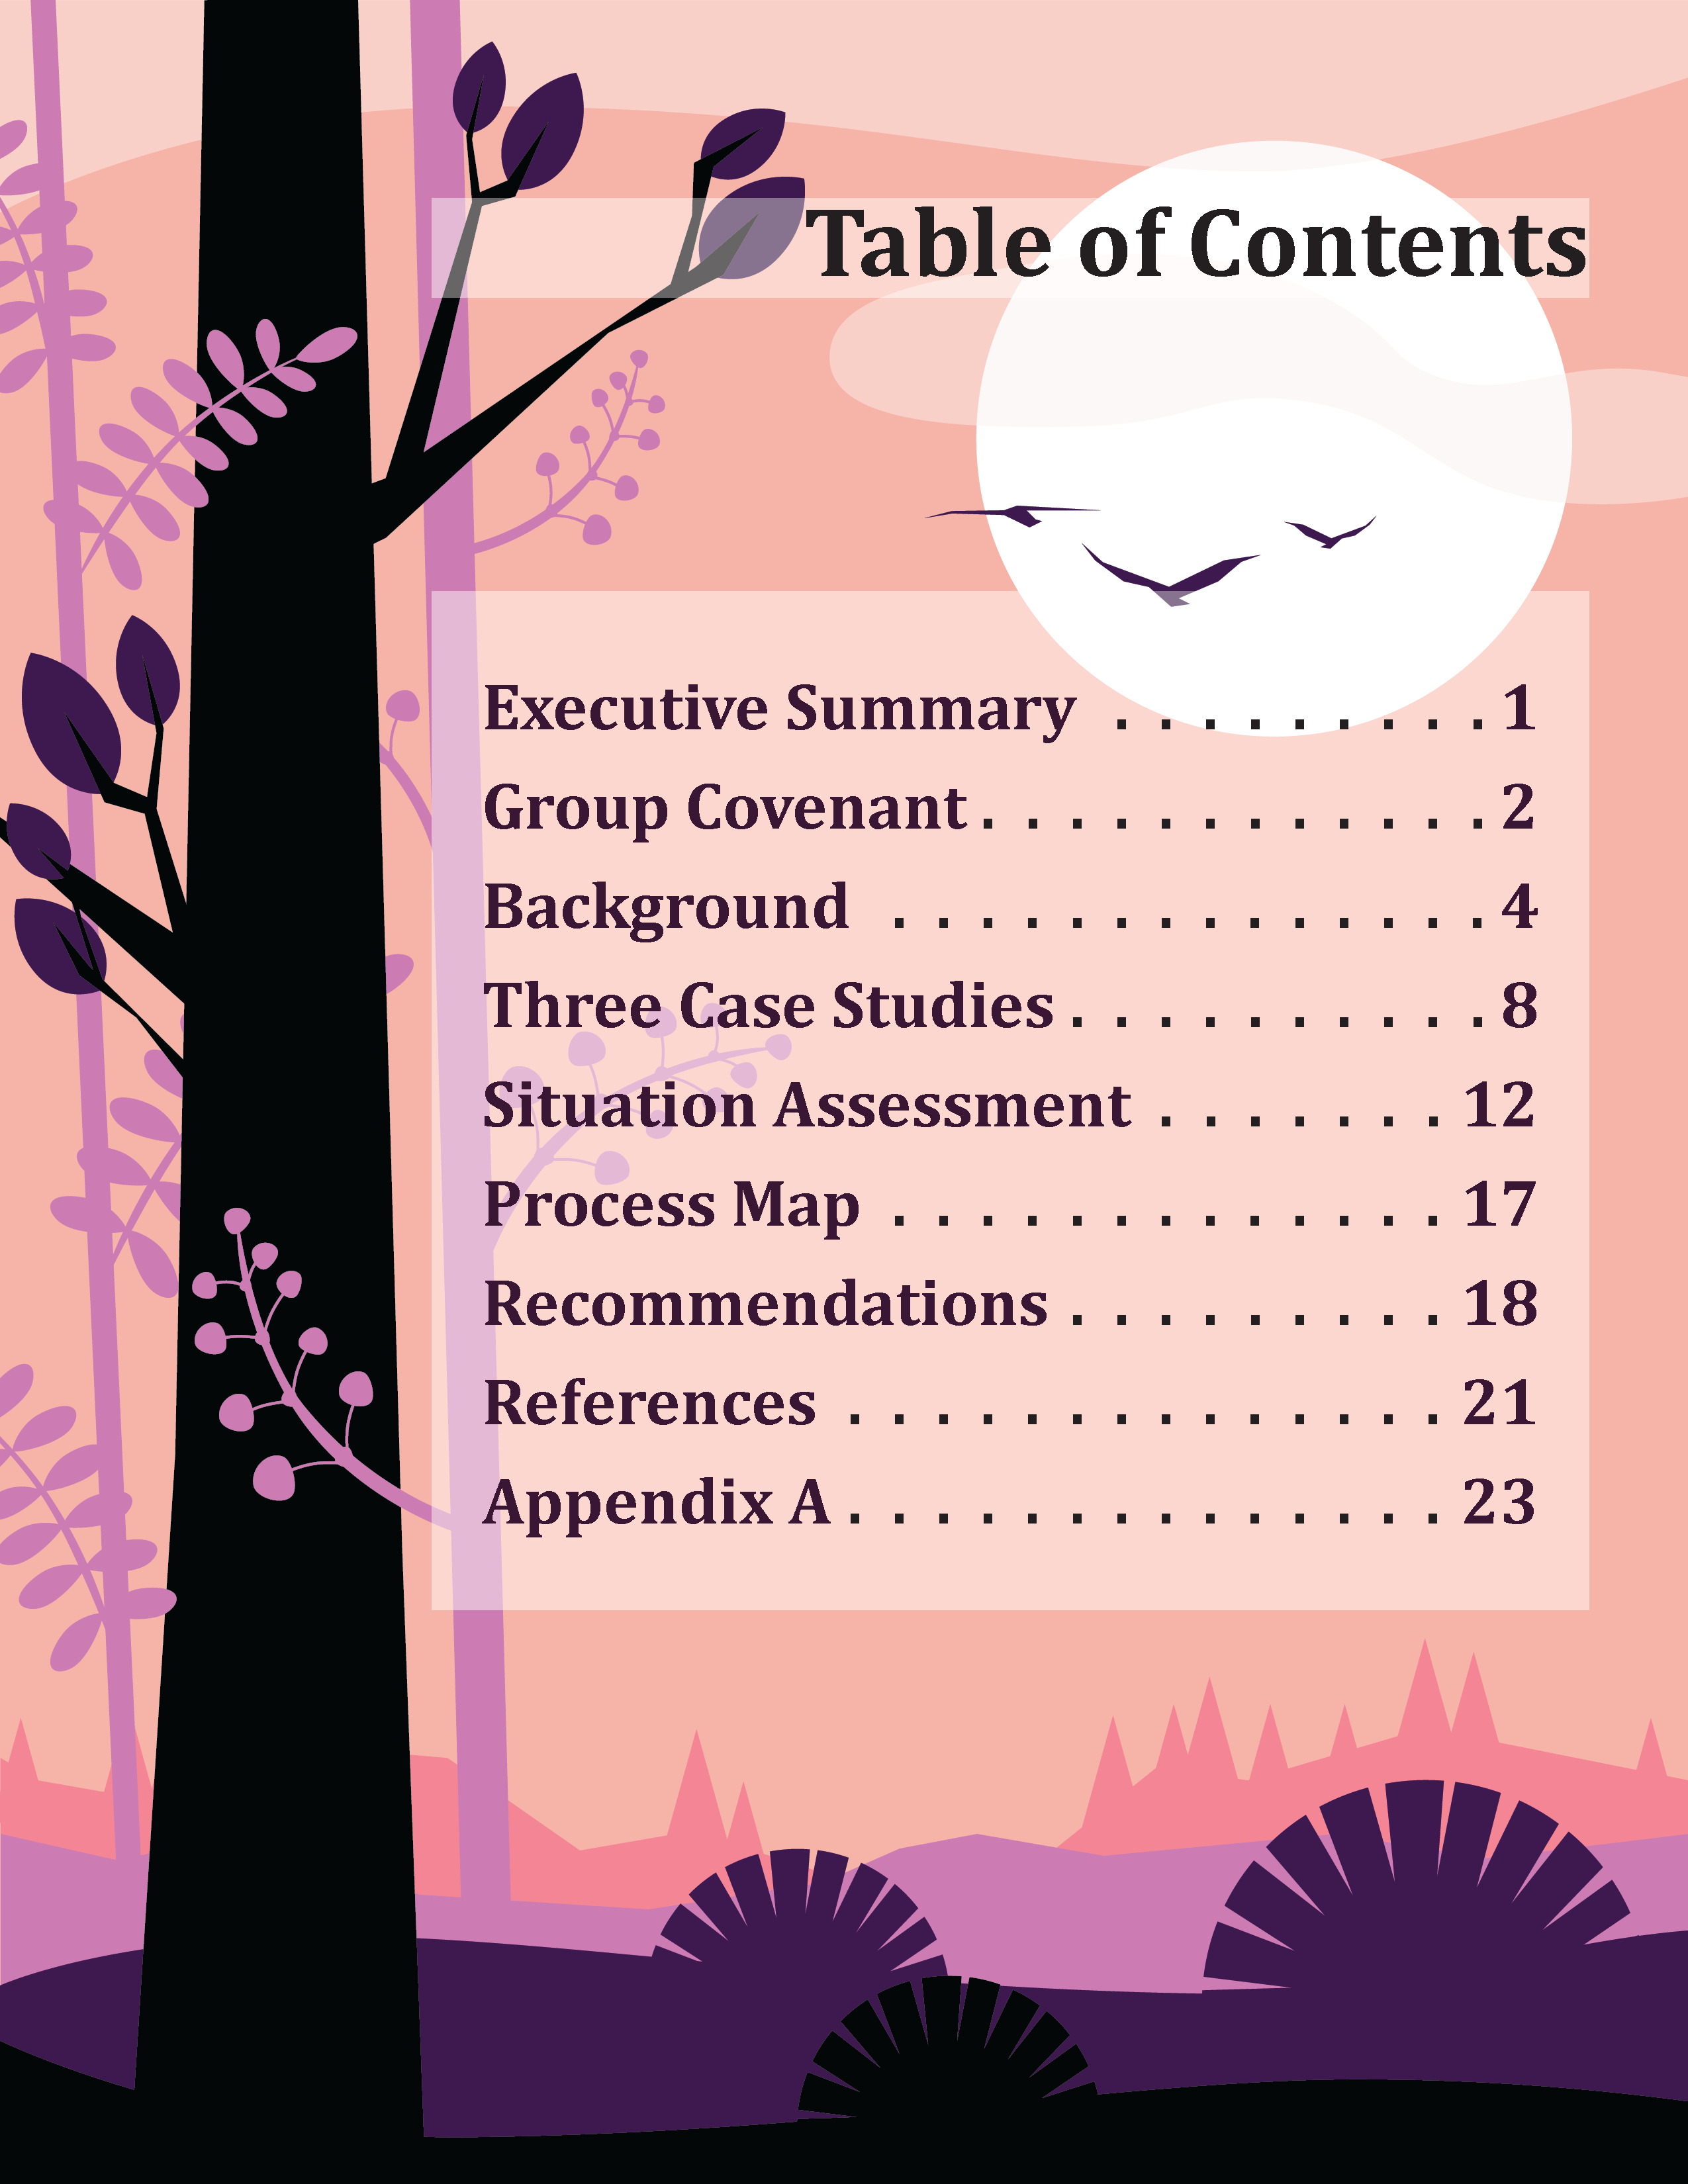 Table of Contents
Executive Summary . . . . . . . . . 1
Group Covenant . . . . . . . . . . . . 2
Background . . . . . . . . . . . . . . 4
Three Case Studies . . . . . . . . . . 8
Situation Assessment . . . . . . . 12
Process Map . . . . . . . . . . . . . 17
Recommendations . . . . . . . . . 18
References . . . . . . . . . . . . . . 21
Appendix A . . . . . . . . . . . . . . 23